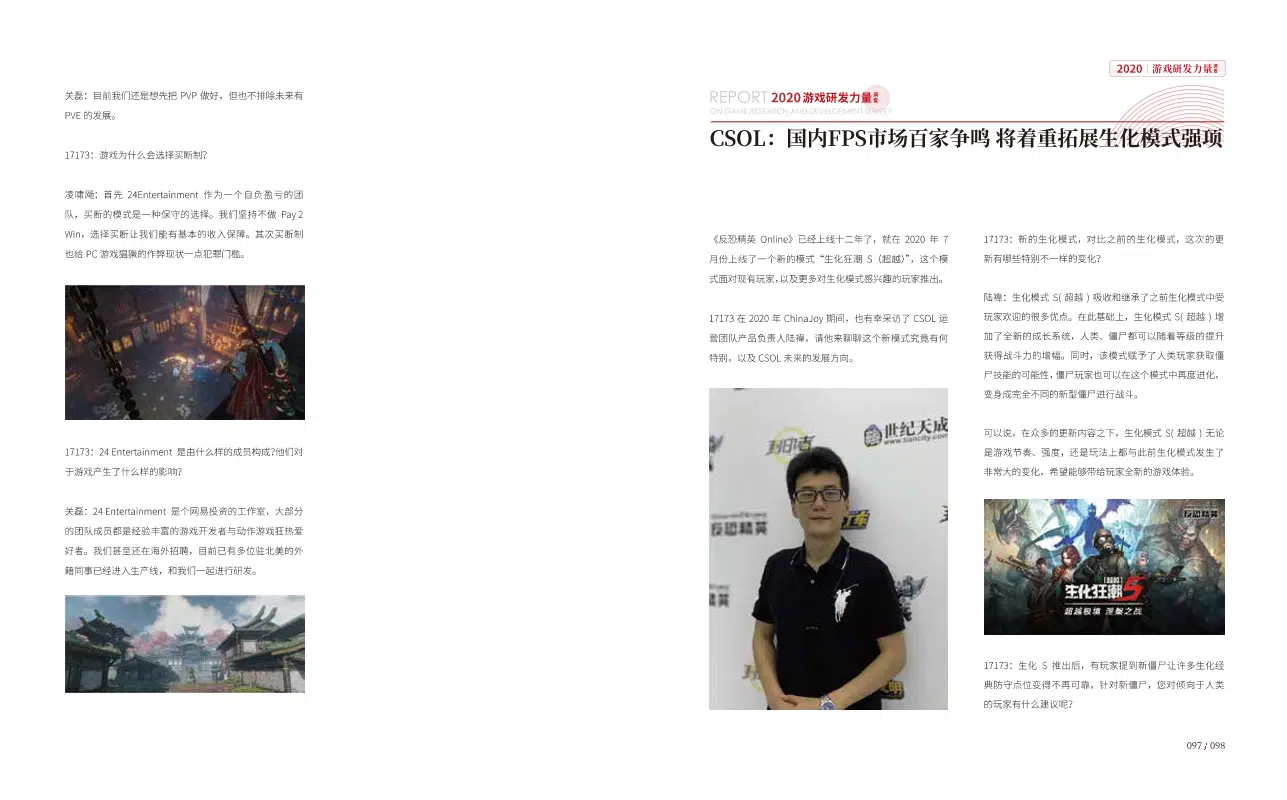 关磊：目前我们还是想先把 PVP 做好，但也不排除未来有
PVE 的发展。
17173：游戏为什么会选择买断制？
凌啸飏：首先 24Entertainment 作为一个自负盈亏的团
队，买断的模式是一种保守的选择。我们坚持不做 Pay 2
Win，选择买断让我们能有基本的收入保障。其次买断制
也给 PC 游戏猖獗的作弊现状一点犯罪门槛。
17173：24 Entertainment 是由什么样的成员构成?他们对
于游戏产生了什么样的影响？
关磊：24 Entertainment 是个网易投资的工作室，大部分
的团队成员都是经验丰富的游戏开发者与动作游戏狂热爱
好者。我们甚至还在海外招聘，目前已有多位驻北美的外
籍同事已经进入生产线，和我们一起进行研发。
2020 游戏研发力量调查
REPORT 2020 游戏研发力量调查
ON GAME RESEARCH AND DEVELOPMENT SURVEY
CSOL：国内FPS市场百家争鸣 将着重拓展生化模式强项
《反恐精英 Online》已经上线十二年了，就在 2020 年 7
月份上线了一个新的模式“生化狂潮 S（超越）”，这个模
式面对现有玩家，以及更多对生化模式感兴趣的玩家推出。
17173 在 2020 年 ChinaJoy 期间，也有幸采访了 CSOL 运
营团队产品负责人陆禕，请他来聊聊这个新模式究竟有何
特别，以及 CSOL 未来的发展方向。
世纪天成
www.tiancity.com
封印者
反恐精英
17173：新的生化模式，对比之前的生化模式，这次的更
新有哪些特别不一样的变化？
陆禕：生化模式 S( 超越 ) 吸收和继承了之前生化模式中受
玩家欢迎的很多优点。在此基础上，生化模式 S( 超越 ) 增
加了全新的成长系统，人类、僵尸都可以随着等级的提升
获得战斗力的增幅。同时，该模式赋予了人类玩家获取僵
尸技能的可能性，僵尸玩家也可以在这个模式中再度进化，
变身成完全不同的新型僵尸进行战斗。
可以说，在众多的更新内容之下，生化模式 S( 超越 ) 无论
是游戏节奏、强度，还是玩法上都与此前生化模式发生了
非常大的变化，希望能够带给玩家全新的游戏体验。
反恐精英
[超越]
生化狂潮S
超越极境 涅槃之战
17173：生化 S 推出后，有玩家提到新僵尸让许多生化经
典防守点位变得不再可靠，针对新僵尸，您对倾向于人类
的玩家有什么建议呢？
097 / 098